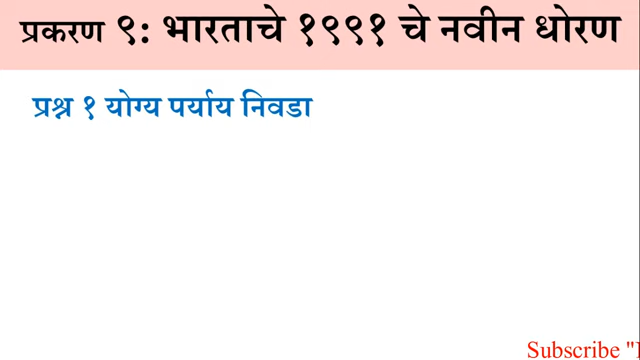 प्रकरण ९: भारताचे १९९१ चे नवीन धोरण
प्रश्न १ योग्य पर्याय निवडा
Subscribe "